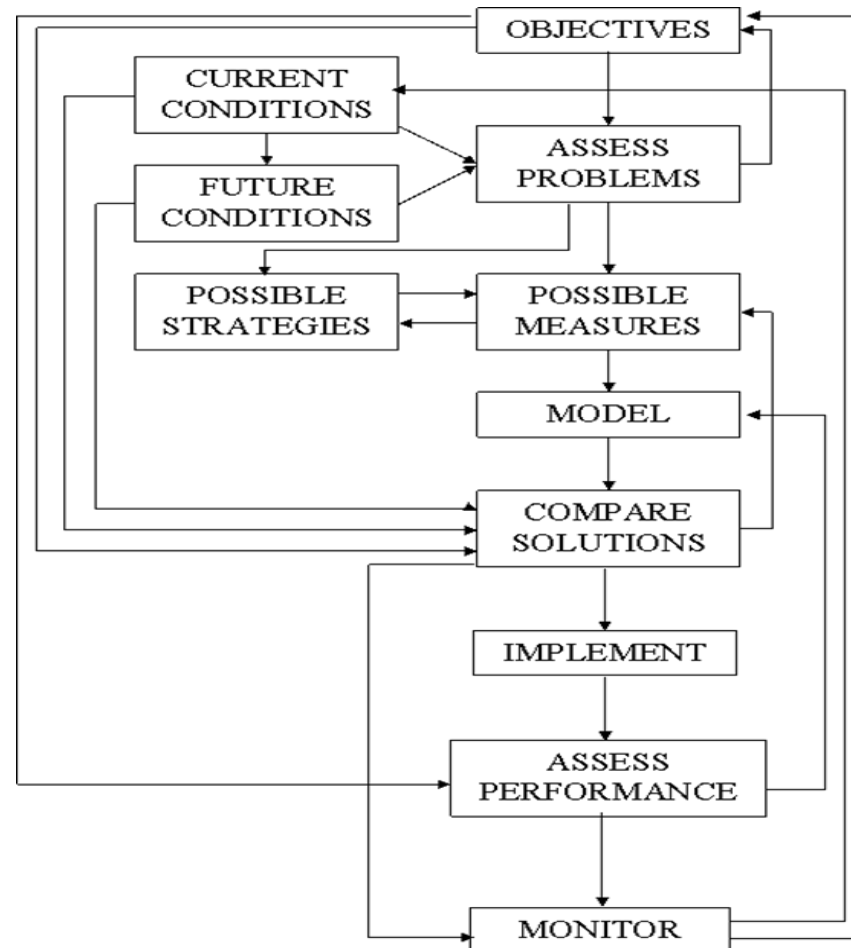 OBJECTIVES
CURRENT
CONDITIONS
ASSESS
PROBLEMS
FUTURE
CONDITIONS
POSSIBLE
STRATEGIES
POSSIBLE
MEASURES
MODEL
COMPARE
SOLUTIONS
IMPLEMENT
ASSESS
PERFORMANCE
MONITOR